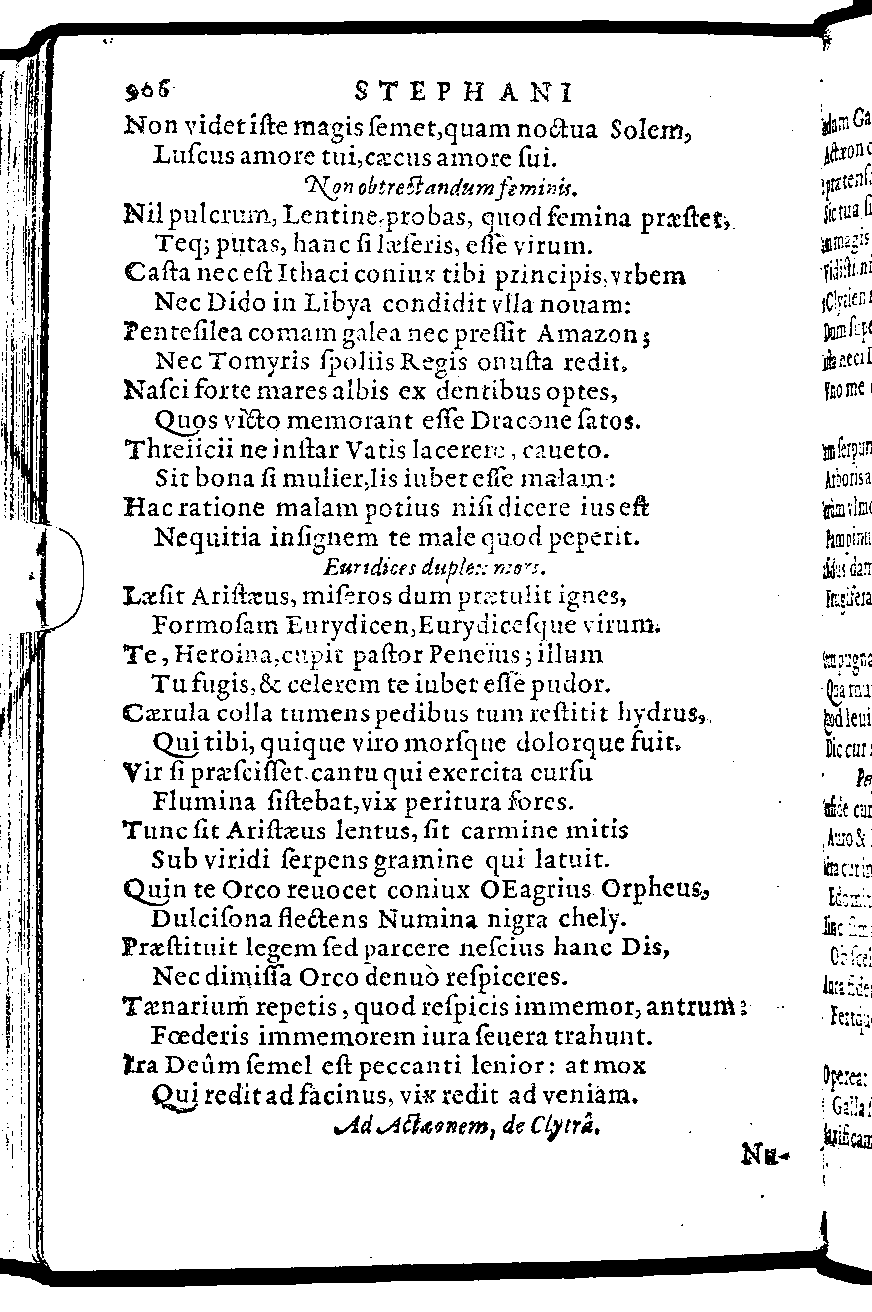 906 STEPHANI
Non videt iſte magis ſemet, quam noctua Solem,
Luſcus amore tui, cæcus amore ſui.
Non obtrectandum feminis.
Nil pulcrum, Lentine, probas, quod femina præſtet,
Teq; putas, hanc ſi læſeris, eſſe virum.
Caſta nec eſt Ithaci coniux tibi principis, vrbem
Nec Dido in Libya condidit vlla nouam:
Penteſilea comam galea nec preſſit Amazon;
Nec Tomyris ſpoliis Regis onuſta redit.
Naſci forte mares albis ex dentibus optes,
Quos victo memorant eſſe Dracone ſatos.
Threiicii ne inſtar Vatis lacerere, caueto.
Sit bona ſi mulier, lis iubet eſſe malam:
Hac ratione malam potius niſi dicere ius eſt
Nequitia inſignem te male quod peperit.
Euridices duplex mors.
Læſit Ariſtæus, miſeros dum prætulit ignes,
Formoſam Eurydicen, Eurydiceſque virum.
Te, Heroina, cupit paſtor Peneius; illum
Tu fugis, & celerem te iubet eſſe pudor.
Cærula colla tumens pedibus tum reſtitit hydrus,
Qui tibi, quique viro morſque dolorque fuit.
Vir ſi præſciſſet cantu qui exercita curſu
Flumina ſiſtebat, vix peritura fores.
Tunc ſit Ariſtæus lentus, ſit carmine mitis
Sub viridi ſerpens gramine qui latuit.
Quin te Orco reuocet coniux OEagrius Orpheus,
Dulciſona flectens Numina nigra chely.
Præſtituit legem ſed parcere neſcius hanc Dis,
Nec dimiſſa Orco denuò reſpiceres.
Tænarium repetis, quod reſpicis immemor, antrum:
Fœderis immemorem iura ſeuera trahunt.
Ira Deûm ſemel eſt peccanti lenior: at mox
Qui redit ad facinus, vix redit ad veniam.
Ad Actæonem, de Clytrâ.